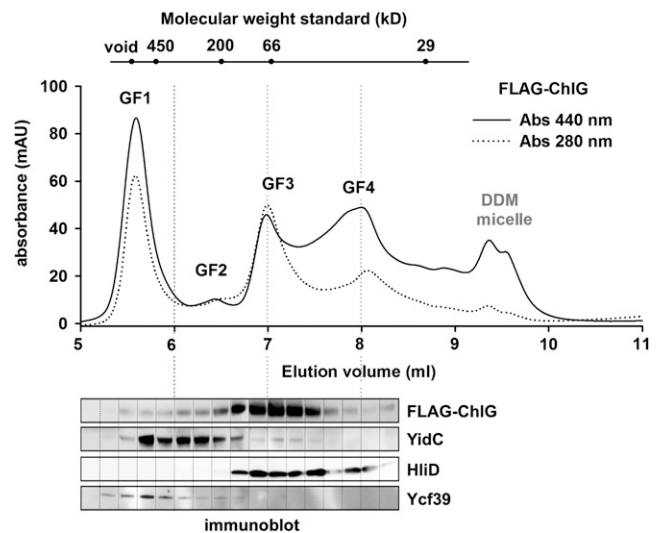 Molecular weight standard (kD)
void 450 200 66 29
100
80
60
40
20
0
absorbance (mAU)
GF1
GF2
GF3
GF4
FLAG-ChlG
Abs 440 nm
Abs 280 nm
DDM
micelle
5 6 7 8 9 10 11
Elution volume (ml)
FLAG-ChlG
YidC
HliD
Ycf39
immunoblot